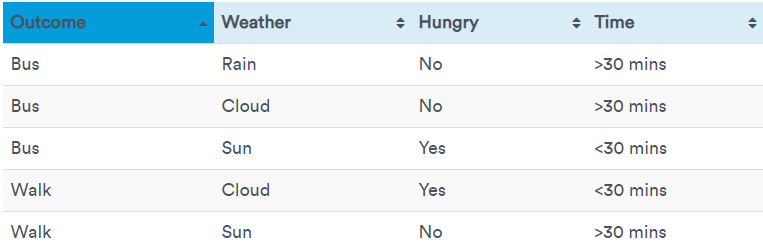 Outcome Weather Hungry Time
Bus Rain No >30 mins
Bus Cloud No >30 mins
Bus Sun Yes <30 mins
Walk Cloud Yes <30 mins
Walk Sun No >30 mins